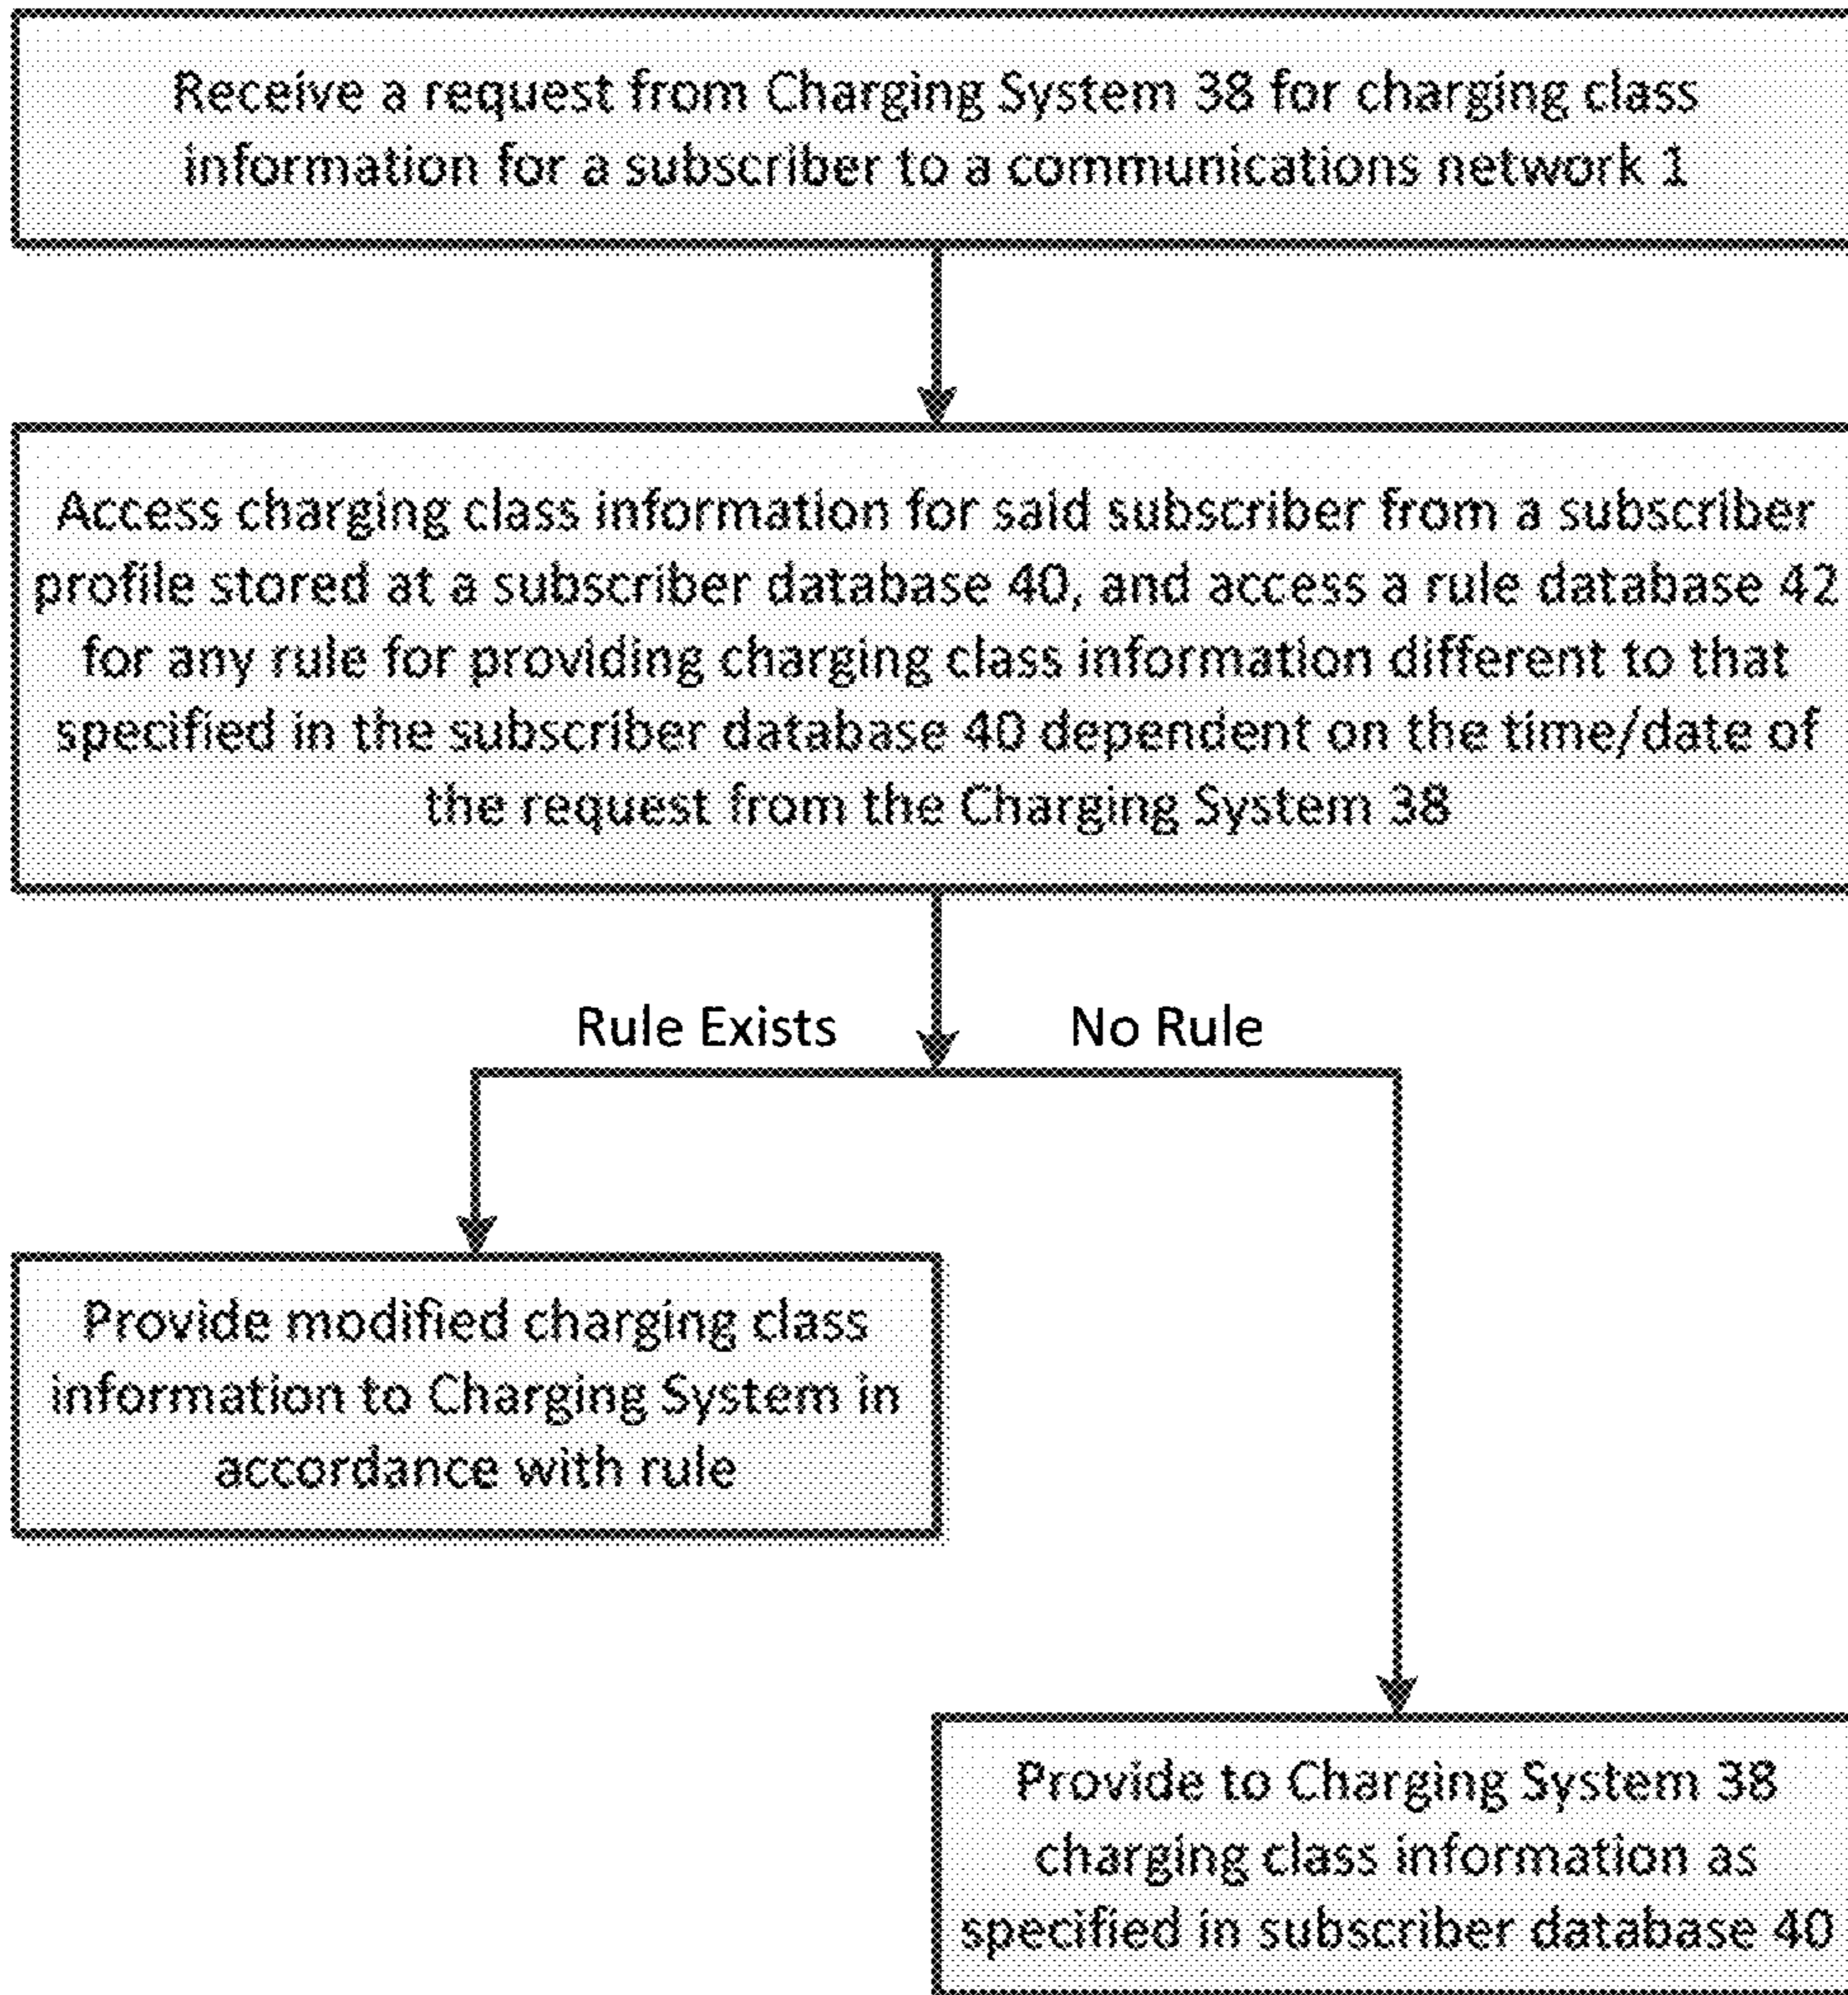 Receive a request from Charging System 38 for charging class
information for a subscriber to a communications network 1
Access charging class information for said subscriber from a subscriber
profile stored at a subscriber database 40, and access a rule database 42
for any rule for providing charging class information different to that
specified in the subscriber database 40 dependent on the time/date of
the request from the Charging System 38
Rule Exists
No Rule
Provide modified charging class
information to Charging System in
accordance with rule
Provide to Charging System 38
charging class information as
specified in subscriber database 40